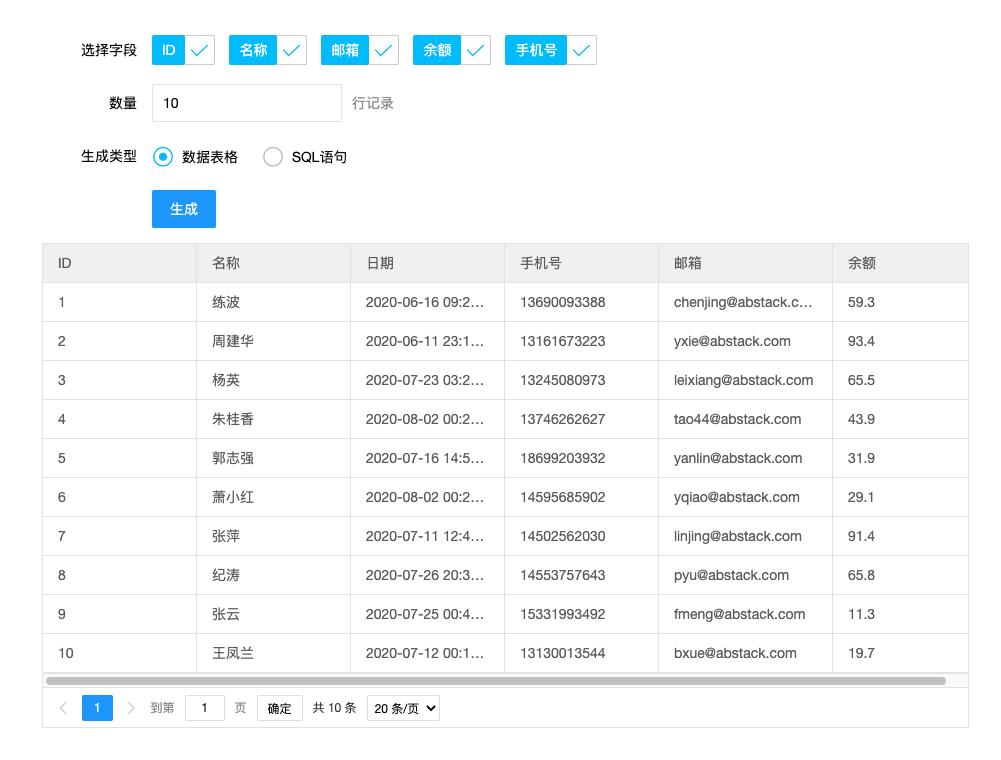 选择字段 ID 名称 邮箱 余额 手机号
数量 10 行记录
生成类型 数据表格 SQL语句
生成
ID 名称 日期 手机号 邮箱 余额
1 练波 2020-06-16 09:2... 13690093388 chenjing@abstack.c... 59.3
2 周建华 2020-06-11 23:1... 13161673223 yxie@abstack.com 93.4
3 杨英 2020-07-23 03:2... 13245080973 leixiang@abstack.com 65.5
4 朱桂香 2020-08-02 00:2... 13746262627 tao44@abstack.com 43.9
5 郭志强 2020-07-16 14:5... 18699203932 yanlin@abstack.com 31.9
6 萧小红 2020-08-02 00:2... 14595685902 yqiao@abstack.com 29.1
7 张萍 2020-07-11 12:4... 14502562030 linjing@abstack.com 91.4
8 纪涛 2020-07-26 20:3... 14553757643 pyu@abstack.com 65.8
9 张云 2020-07-25 00:4... 15331993492 fmeng@abstack.com 11.3
10 王凤兰 2020-07-12 00:1... 13130013544 bxue@abstack.com 19.7
1 到第 1 页 确定 共 10 条 20 条/页